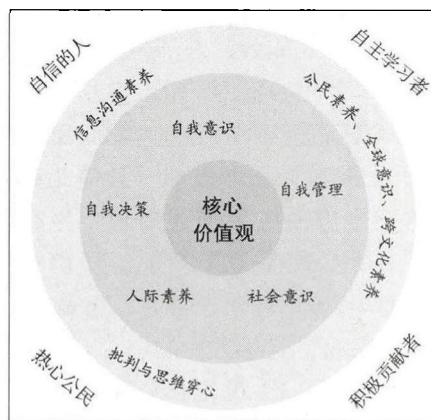 自信的人
自主学习者
信息沟通素养
公民素养、全球意识、跨文化素养
自我意识
自我决策
自我管理
核心
价值观
人际素养
社会意识
批判与思维穿心
热心公民
积极贡献者